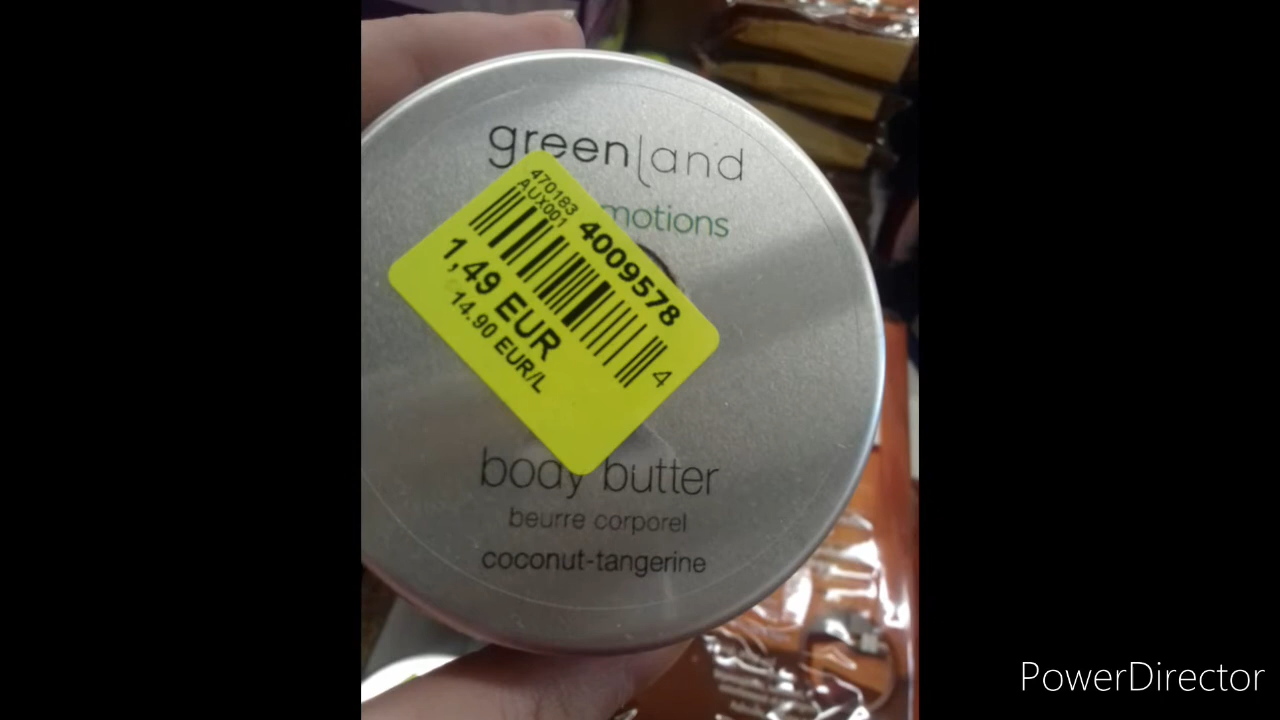 greenland
motions
470183
AUX001
4009578
4
1,49 EUR
14.90 EUR/L
body butter
beurre corporel
coconut-tangerine
PowerDirector